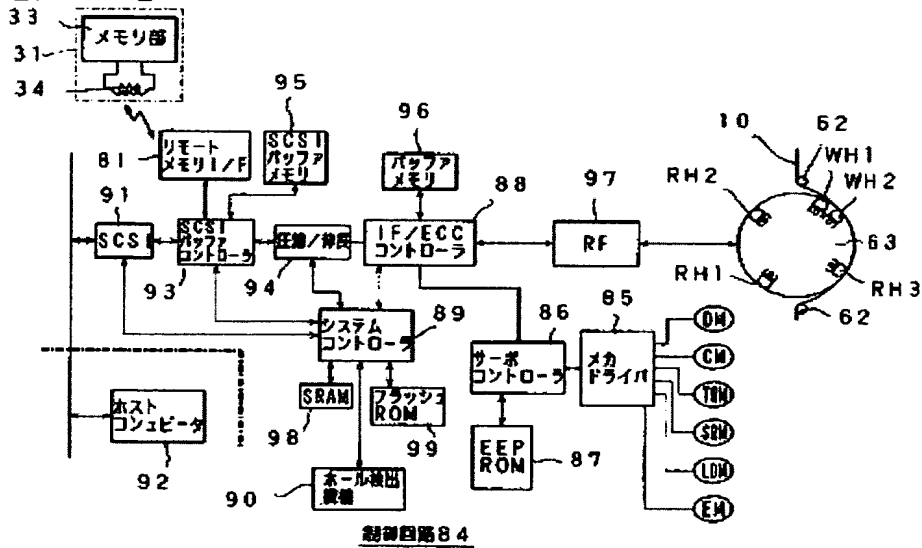 33
メモリ部
31
34
リモート
メモリI/F
81
95
SCSI
バッファ
メモリ
96
バッファ
メモリ
88
IF/ECC
コントローラ
97
RF
10
62
WH1
WH2
RH2
63
RH1
RH3
62
91
SCSI
SCSI
バッファ
コントローラ
93
圧縮/伸長
94
システム
コントローラ
89
86
サーボ
コントローラ
85
メカ
ドライバ
DM
CM
TRM
SRM
LDM
EM
SRAM
98
フラッシュ
ROM
99
EEP
ROM
87
ホスト
コンュピータ
92
90
ホール検出
機構
制御回路84